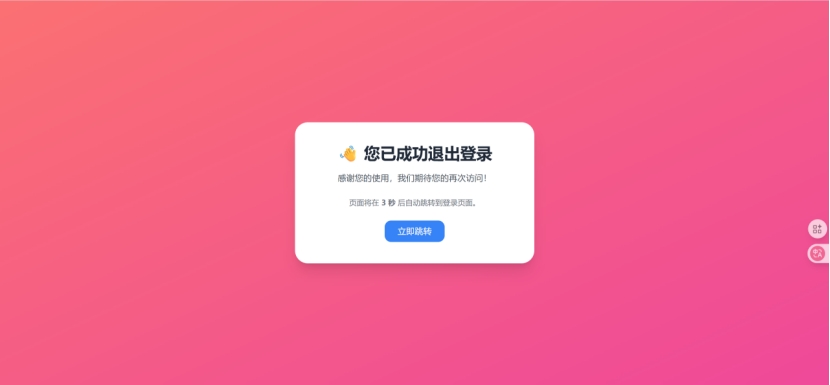 👋 您已成功退出登录
感谢您的使用，我们期待您的再次访问！
页面将在 3 秒 后自动跳转到登录页面。
立即跳转